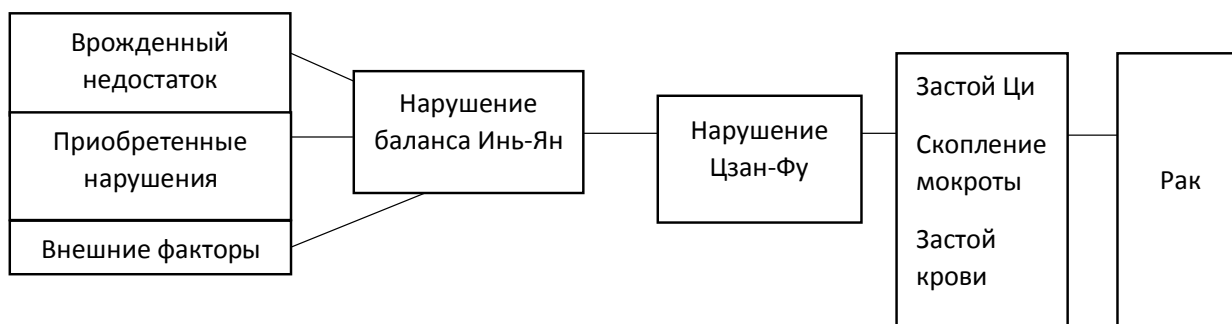 Врожденный
недостаток
Приобретенные
нарушения
Внешние факторы
Нарушение
баланса Инь-Ян
Нарушение
Цзан-Фу
Застой Ци
Скопление
мокроты
Застой
крови
Рак